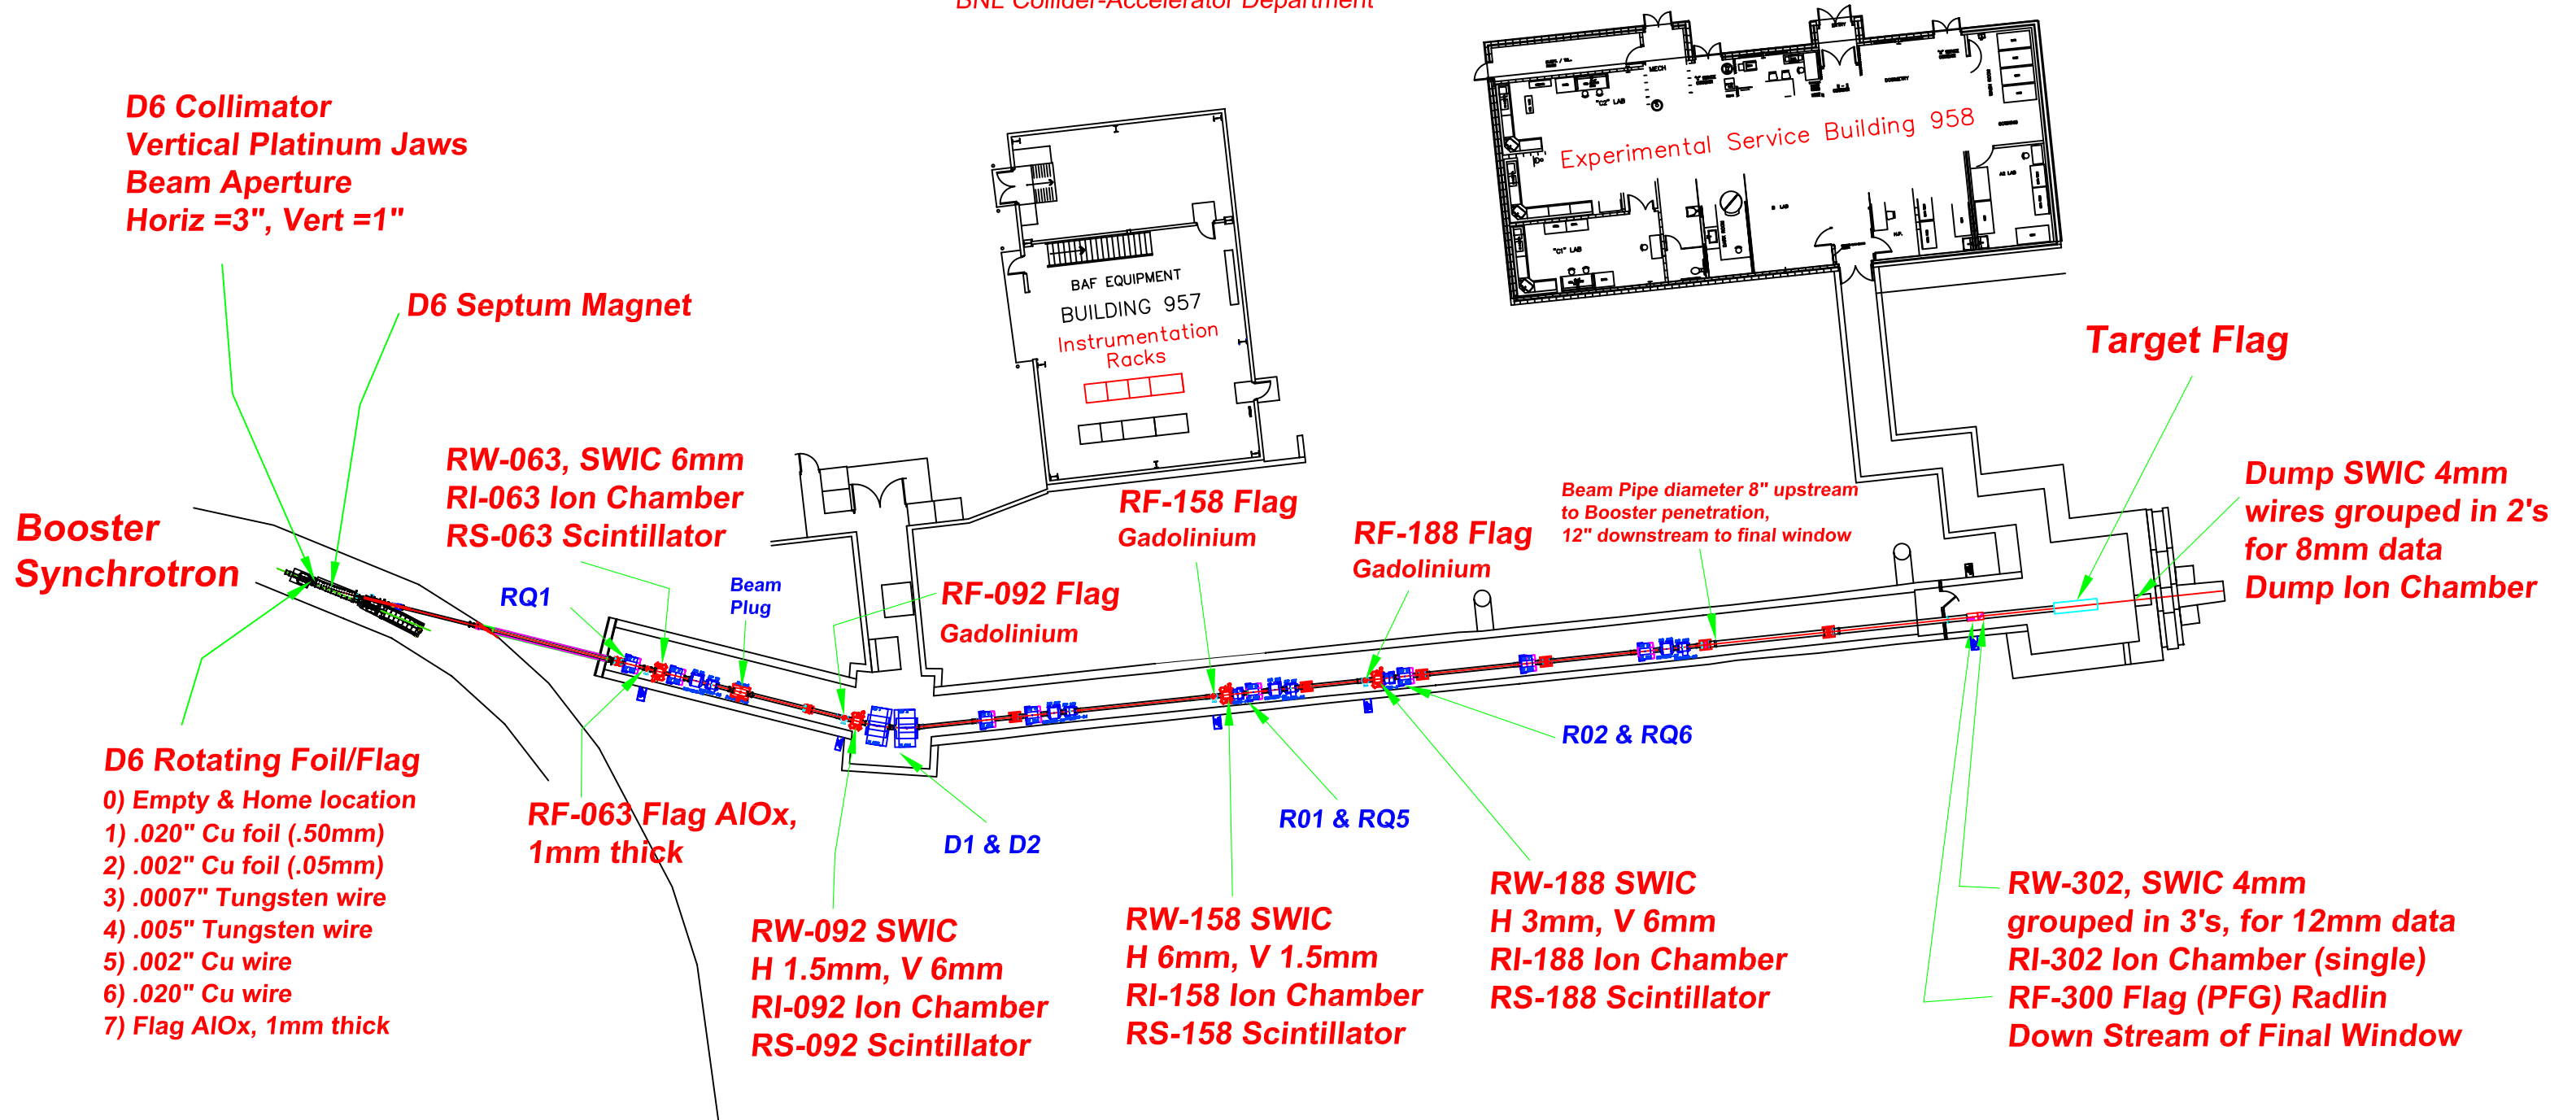 BNL Collider-Accelerator Department
D6 Collimator
Vertical Platinum Jaws
Beam Aperture
Horiz =3", Vert =1"
D6 Septum Magnet
MECH
"C2" LAB
DOSIMETRY
ENTRY
Experimental Service Building 958
A2 LAB
"C1" LAB
B LAB
H.P.
BAF EQUIPMENT
BUILDING 957
Instrumentation
Racks
Target Flag
Booster
Synchrotron
RW-063, SWIC 6mm
RI-063 Ion Chamber
RS-063 Scintillator
RQ1
Beam
Plug
RF-092 Flag
Gadolinium
RF-158 Flag
Gadolinium
RF-188 Flag
Gadolinium
Beam Pipe diameter 8" upstream
to Booster penetration,
12" downstream to final window
Dump SWIC 4mm
wires grouped in 2's
for 8mm data
Dump Ion Chamber
D6 Rotating Foil/Flag
0) Empty & Home location
1) .020" Cu foil (.50mm)
2) .002" Cu foil (.05mm)
3) .0007" Tungsten wire
4) .005" Tungsten wire
5) .002" Cu wire
6) .020" Cu wire
7) Flag AlOx, 1mm thick
RF-063 Flag AlOx,
1mm thick
D1 & D2
R01 & RQ5
R02 & RQ6
RW-092 SWIC
H 1.5mm, V 6mm
RI-092 Ion Chamber
RS-092 Scintillator
RW-158 SWIC
H 6mm, V 1.5mm
RI-158 Ion Chamber
RS-158 Scintillator
RW-188 SWIC
H 3mm, V 6mm
RI-188 Ion Chamber
RS-188 Scintillator
RW-302, SWIC 4mm
grouped in 3's, for 12mm data
RI-302 Ion Chamber (single)
RF-300 Flag (PFG) Radlin
Down Stream of Final Window